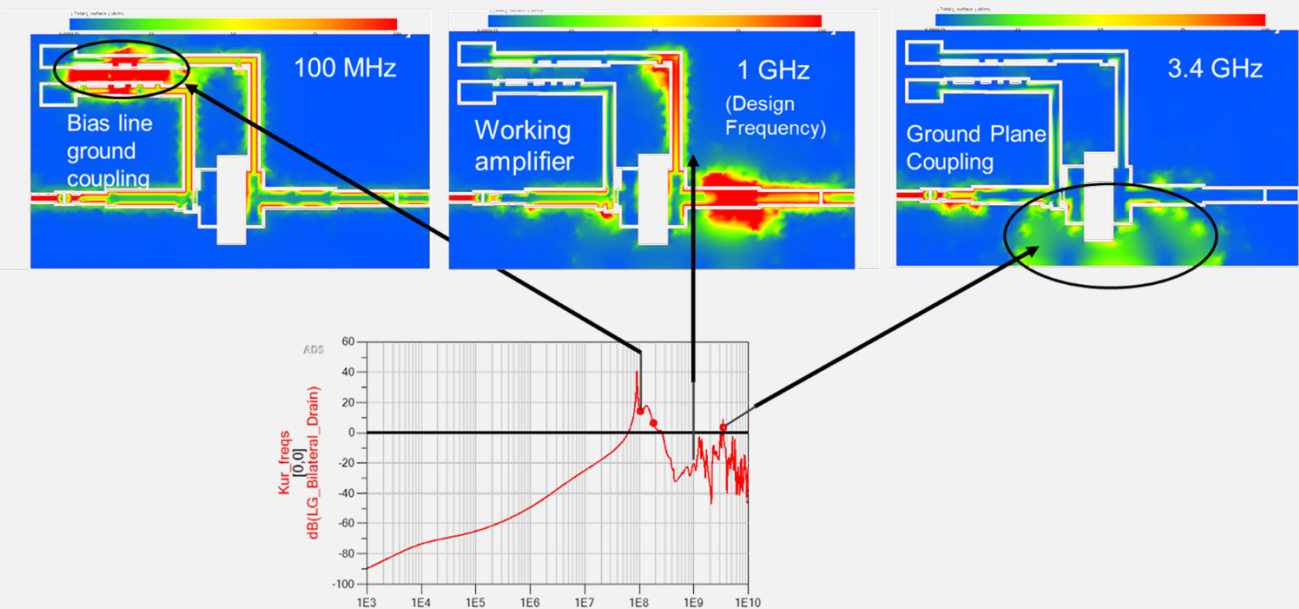 100 MHz
Bias line
ground
coupling
1 GHz
(Design
Frequency)
Working
amplifier
3.4 GHz
Ground Plane
Coupling
ADS
60
40
20
0
-20
-40
-60
-80
-100
Kur_freqs
[0,0]
dB(LG_Bilateral_Drain)
1E3 1E4 1E5 1E6 1E7 1E8 1E9 1E10